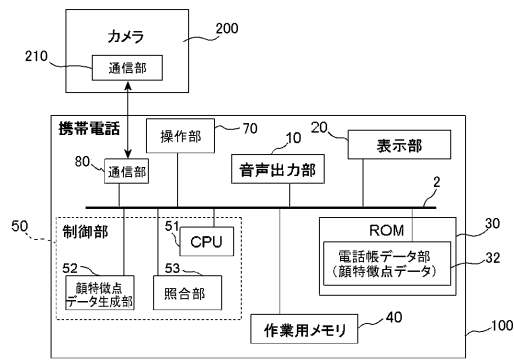 カメラ
200
210
通信部
携帯電話
操作部
70
10
20
表示部
80
通信部
音声出力部
2
50
制御部
51
CPU
ROM
30
電話帳データ部
(顔特徴点データ)
32
52
顔特徴点
データ生成部
53
照合部
作業用メモリ
40
100